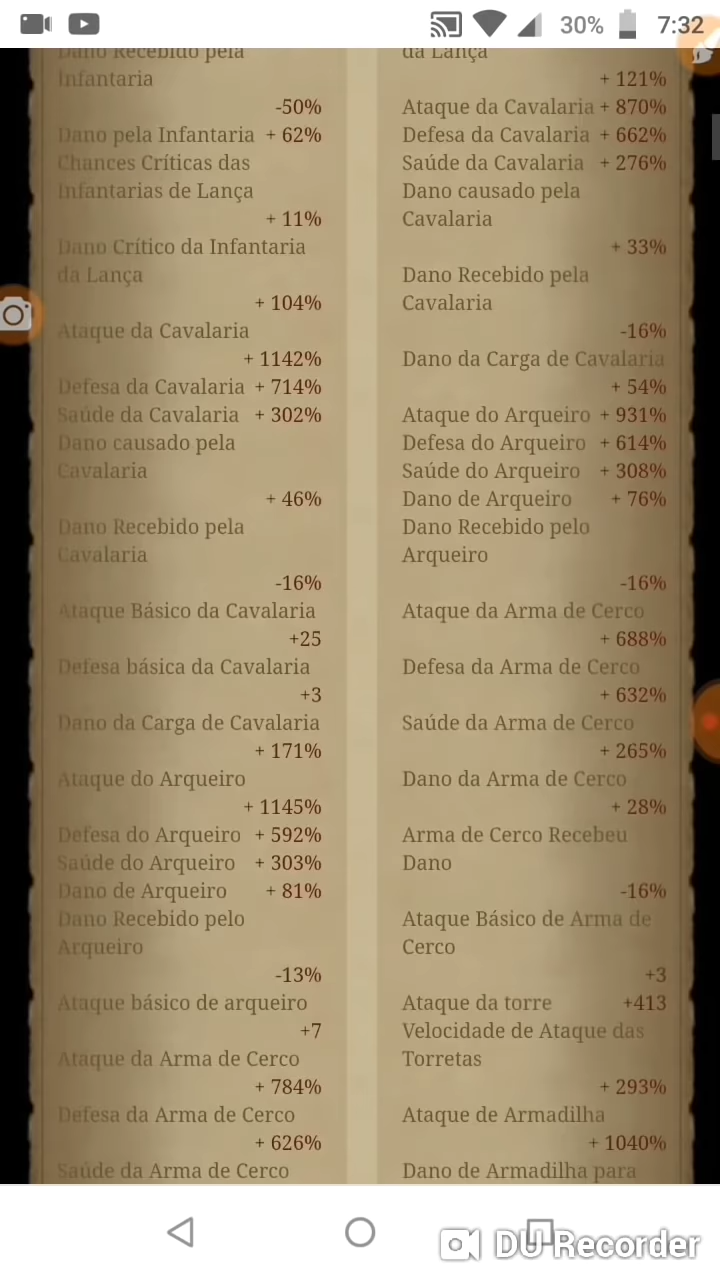 30%
7:32
Dano Recebido pela
Infantaria
-50%
Dano pela Infantaria + 62%
Chances Críticas das
Infantarias de Lança
+ 11%
Dano Crítico da Infantaria
da Lança
+ 104%
Ataque da Cavalaria
+ 1142%
Defesa da Cavalaria + 714%
Saúde da Cavalaria + 302%
Dano causado pela
Cavalaria
+ 46%
Dano Recebido pela
Cavalaria
-16%
Ataque Básico da Cavalaria
+25
Defesa básica da Cavalaria
+3
Dano da Carga de Cavalaria
+ 171%
Ataque do Arqueiro
+ 1145%
Defesa do Arqueiro + 592%
Saúde do Arqueiro + 303%
Dano de Arqueiro + 81%
Dano Recebido pelo
Arqueiro
-13%
Ataque básico de arqueiro
+7
Ataque da Arma de Cerco
+ 784%
Defesa da Arma de Cerco
+ 626%
Saúde da Arma de Cerco
da Lança
+ 121%
Ataque da Cavalaria + 870%
Defesa da Cavalaria + 662%
Saúde da Cavalaria + 276%
Dano causado pela
Cavalaria
+ 33%
Dano Recebido pela
Cavalaria
-16%
Dano da Carga de Cavalaria
+ 54%
Ataque do Arqueiro + 931%
Defesa do Arqueiro + 614%
Saúde do Arqueiro + 308%
Dano de Arqueiro + 76%
Dano Recebido pelo
Arqueiro
-16%
Ataque da Arma de Cerco
+ 688%
Defesa da Arma de Cerco
+ 632%
Saúde da Arma de Cerco
+ 265%
Dano da Arma de Cerco
+ 28%
Arma de Cerco Recebeu
Dano
-16%
Ataque Básico de Arma de
Cerco
+3
Ataque da torre +413
Velocidade de Ataque das
Torretas
+ 293%
Ataque de Armadilha
+ 1040%
Dano de Armadilha para
DU Recorder